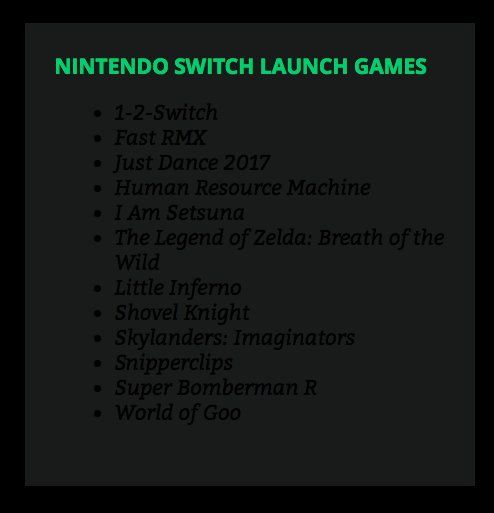 NINTENDO SWITCH LAUNCH GAMES
• 1-2-Switch
• Fast RMX
• Just Dance 2017
• Human Resource Machine
• I Am Setsuna
• The Legend of Zelda: Breath of the
Wild
• Little Inferno
• Shovel Knight
• Skylanders: Imaginators
• Snipperclips
• Super Bomberman R
• World of Goo